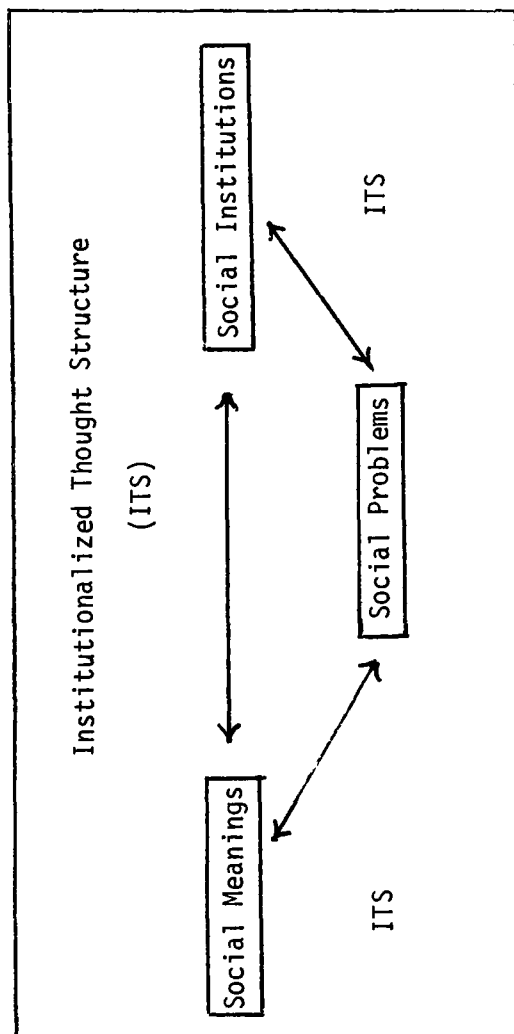 Institutionalized Thought Structure
(ITS)
Social Meanings
Social Institutions
Social Problems
ITS
ITS